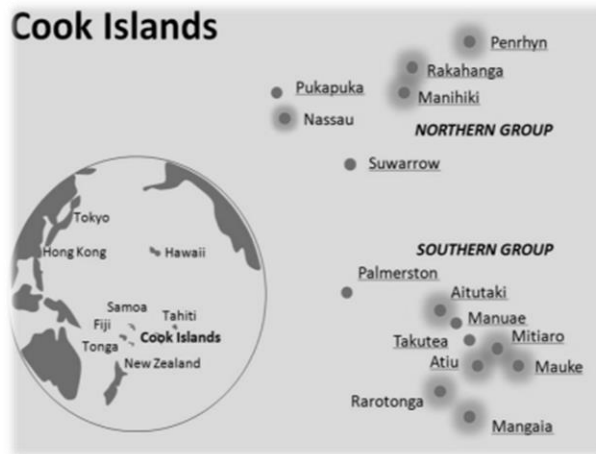 Cook Islands
Penrhyn
Rakahanga
Pukapuka
Manihiki
Nassau
NORTHERN GROUP
Suwarrow
Tokyo
Hong Kong
Hawaii
SOUTHERN GROUP
Palmerston
Aitutaki
Samoa
Tahiti
Manuae
Fiji
Cook Islands
Takutea
Mitiaro
Tonga
New Zealand
Atiu
Mauke
Rarotonga
Mangaia